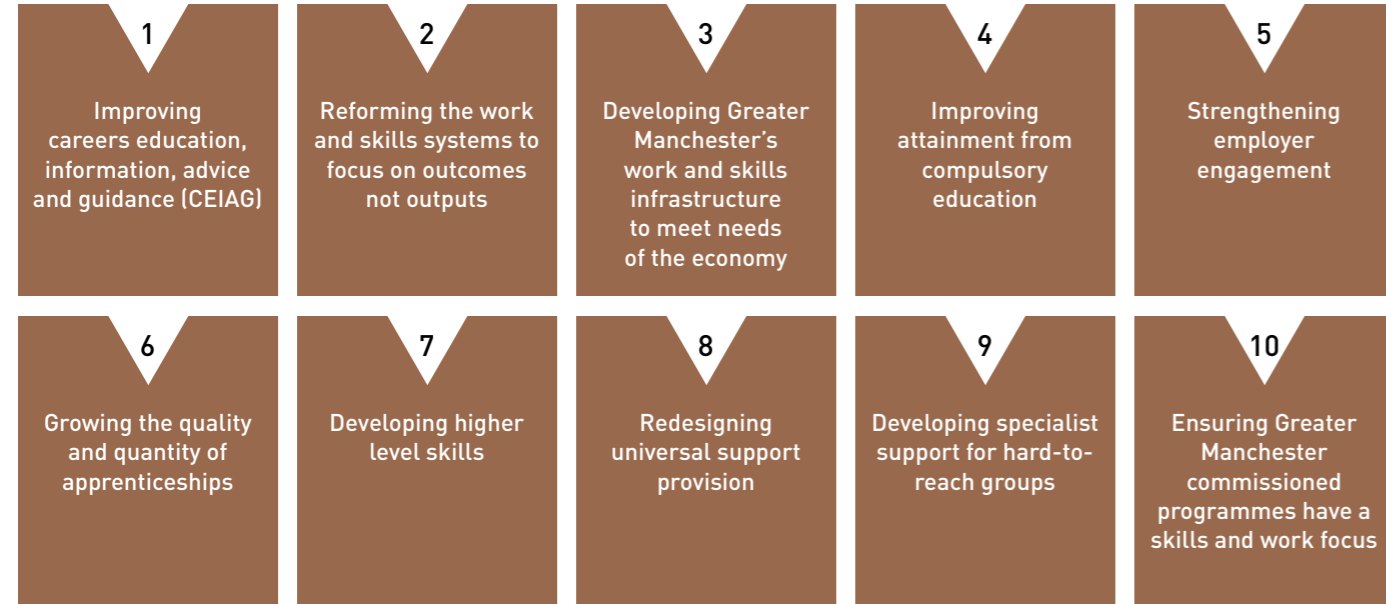 1
Improving
careers education,
information, advice
and guidance (CEIAG)
2
Reforming the work
and skills systems to
focus on outcomes
not outputs
3
Developing Greater
Manchester’s
work and skills
infrastructure
to meet needs
of the economy
4
Improving
attainment from
compulsory
education
5
Strengthening
employer
engagement
6
Growing the quality
and quantity of
apprenticeships
7
Developing higher
level skills
8
Redesigning
universal support
provision
9
Developing specialist
support for hard-to-
reach groups
10
Ensuring Greater
Manchester
commissioned
programmes have a
skills and work focus